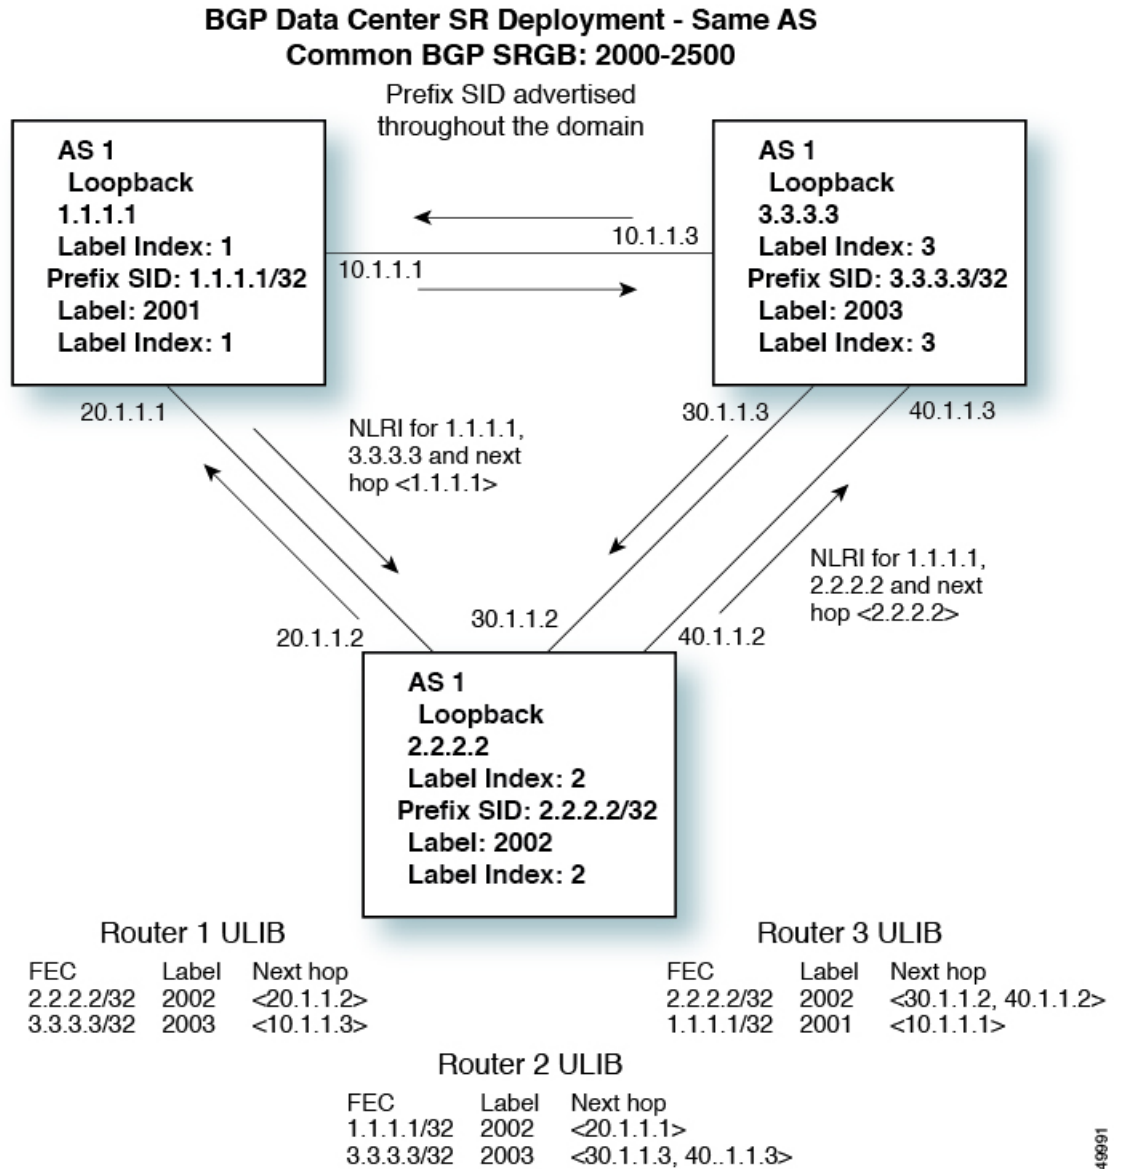 BGP Data Center SR Deployment - Same AS
Common BGP SRGB: 2000-2500
Prefix SID advertised
throughout the domain
AS 1
Loopback
1.1.1.1
Label Index: 1
Prefix SID: 1.1.1.1/32
Label: 2001
Label Index: 1
AS 1
Loopback
3.3.3.3
Label Index: 3
Prefix SID: 3.3.3.3/32
Label: 2003
Label Index: 3
10.1.1.3
10.1.1.1
20.1.1.1
30.1.1.3
40.1.1.3
NLRI for 1.1.1.1,
3.3.3.3 and next
hop <1.1.1.1>
NLRI for 1.1.1.1,
2.2.2.2 and next
hop <2.2.2.2>
20.1.1.2
30.1.1.2
40.1.1.2
AS 1
Loopback
2.2.2.2
Label Index: 2
Prefix SID: 2.2.2.2/32
Label: 2002
Label Index: 2
Router 1 ULIB
FEC Label Next hop
2.2.2.2/32 2002 <20.1.1.2>
3.3.3.3/32 2003 <10.1.1.3>
Router 3 ULIB
FEC Label Next hop
2.2.2.2/32 2002 <30.1.1.2, 40.1.1.2>
1.1.1.1/32 2001 <10.1.1.1>
Router 2 ULIB
FEC Label Next hop
1.1.1.1/32 2002 <20.1.1.1>
3.3.3.3/32 2003 <30.1.1.3, 40..1.1.3>
49991